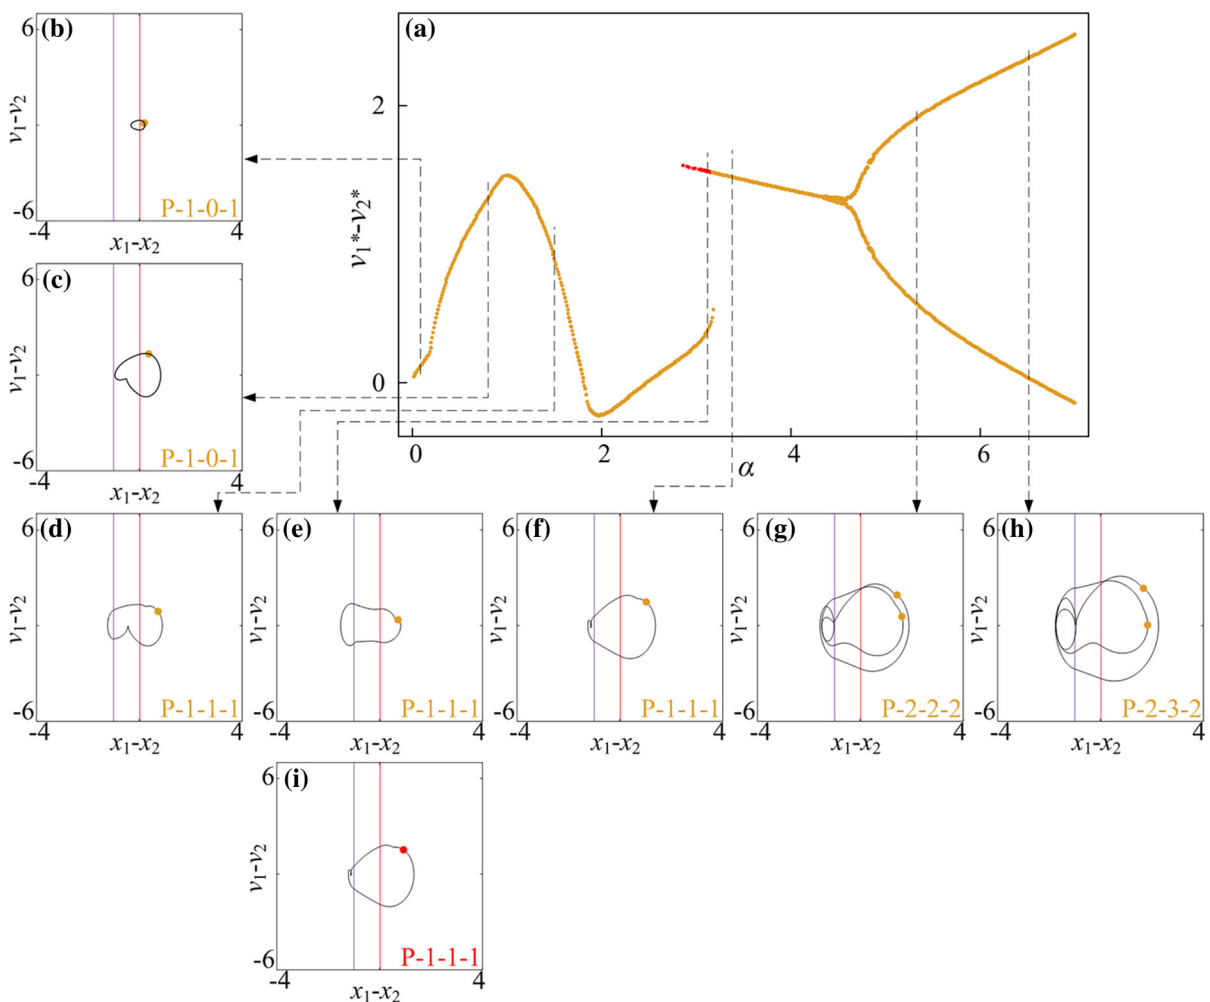 (b)
6
-6
-4
4
v1-v2
x1-x2
P-1-0-1
(a)
2
0
v1*-v2*
0
2
4
6
α
(c)
6
-6
-4
4
v1-v2
x1-x2
P-1-0-1
(d)
6
-6
-4
4
v1-v2
x1-x2
P-1-1-1
(e)
6
-6
-4
4
v1-v2
x1-x2
P-1-1-1
(f)
6
-6
-4
4
v1-v2
x1-x2
P-1-1-1
(g)
6
-6
-4
4
v1-v2
x1-x2
P-2-2-2
(h)
6
-6
-4
4
v1-v2
x1-x2
P-2-3-2
(i)
6
-6
-4
4
v1-v2
x1-x2
P-1-1-1